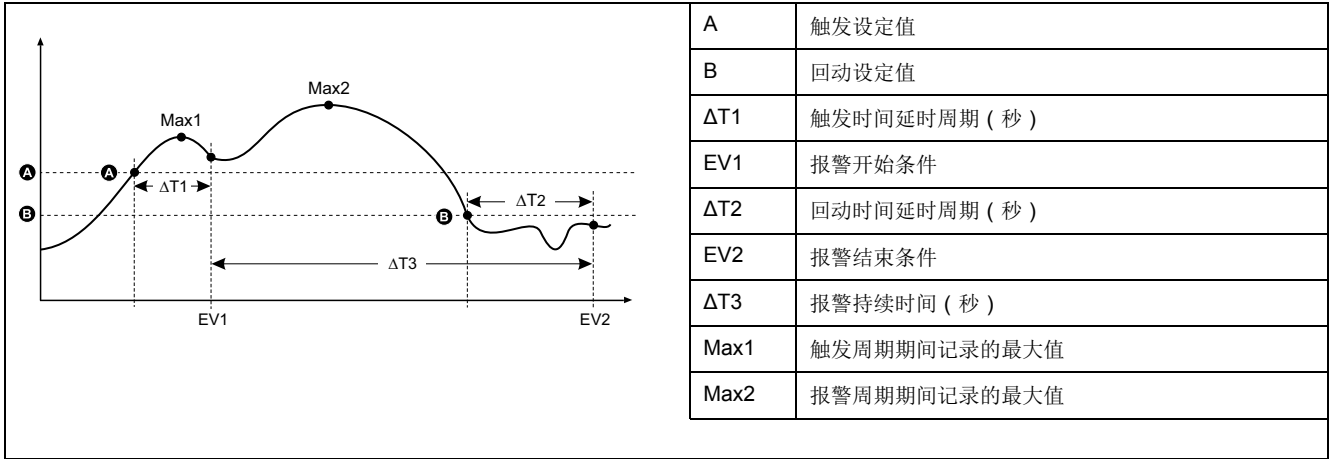 Max1
Max2
A
A
ΔT1
B
B
ΔT2
ΔT3
EV1
EV2
A 触发设定值
B 回动设定值
ΔT1 触发时间延时周期 ( 秒 )
EV1 报警开始条件
ΔT2 回动时间延时周期 ( 秒 )
EV2 报警结束条件
ΔT3 报警持续时间 ( 秒 )
Max1 触发周期期间记录的最大值
Max2 报警周期期间记录的最大值